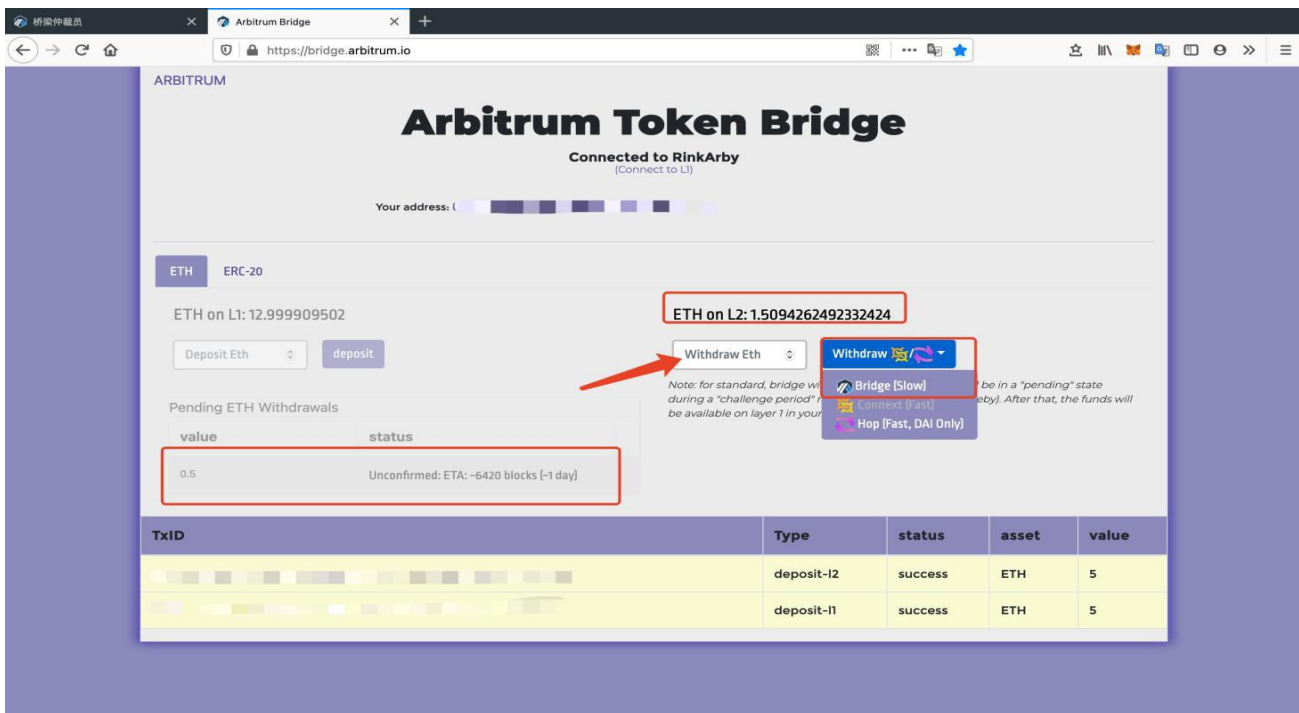 桥梁仲裁员
Arbitrum Bridge
https://bridge.arbitrum.io
ARBITRUM
Arbitrum Token Bridge
Connected to RinkArby
(Connect to L1)
Your address:
ETH ERC-20
ETH on L1: 12.999909502
Deposit Eth deposit
Pending ETH Withdrawals
value status
0.5 Unconfirmed: ETA: ~6420 blocks (~1 day)
ETH on L2: 1.5094262492332424
Withdraw Eth Withdraw /
Bridge (Slow)
Connext (Fast)
Hop (Fast, DAI Only)
Note: for standard, bridge be in a "pending" state
during a "challenge period" After that, the funds will
be available on layer 1 in your
TxID Type status asset value
deposit-l2 success ETH 5
deposit-l1 success ETH 5